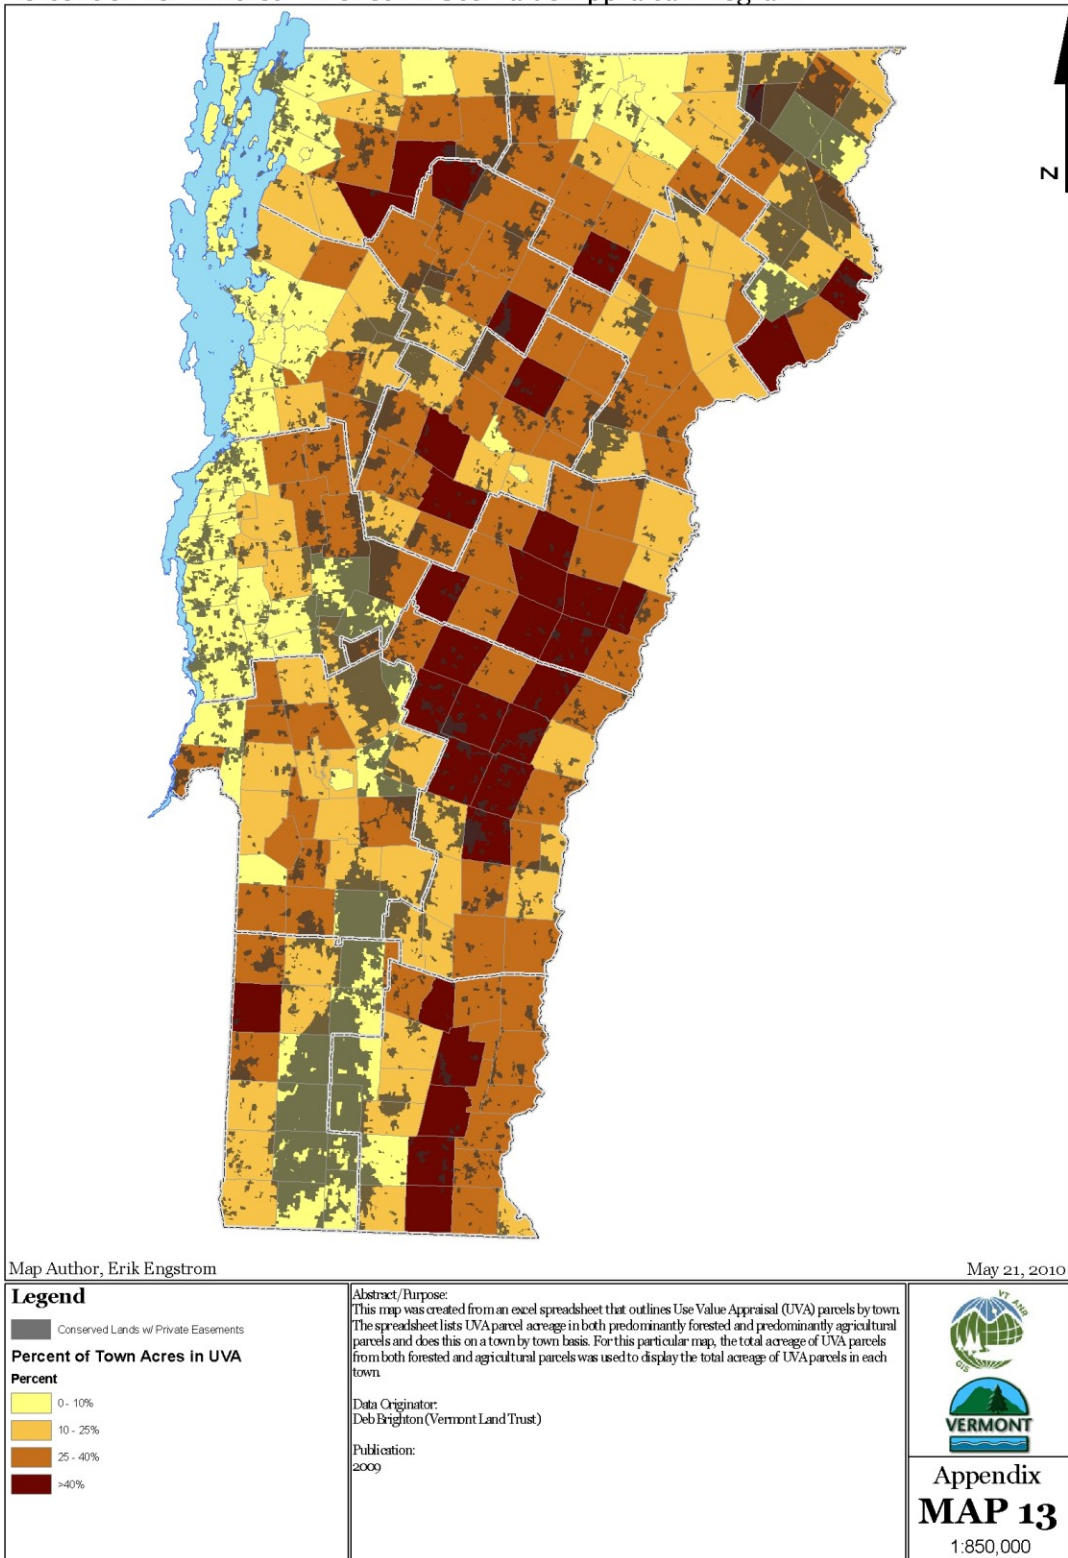 N
Map Author, Erik Engstrom
May 21, 2010
Legend
Conserved Lands w/ Private Easements
Percent of Town Acres in UVA
Percent
0 - 10%
10 - 25%
25 - 40%
>40%
Abstract/Purpose:
This map was created from an excel spreadsheet that outlines Use Value Appraisal (UVA) parcels by town.
The spreadsheet lists UVA parcel acreage in both predominantly forested and predominantly agricultural
parcels and does this on a town by town basis. For this particular map, the total acreage of UVA parcels
from both forested and agricultural parcels was used to display the total acreage of UVA parcels in each
town.
Data Originator:
Deb Brighton (Vermont Land Trust)
Publication:
2009
VT ANR
GIS
VERMONT
Appendix
MAP 13
1:850,000